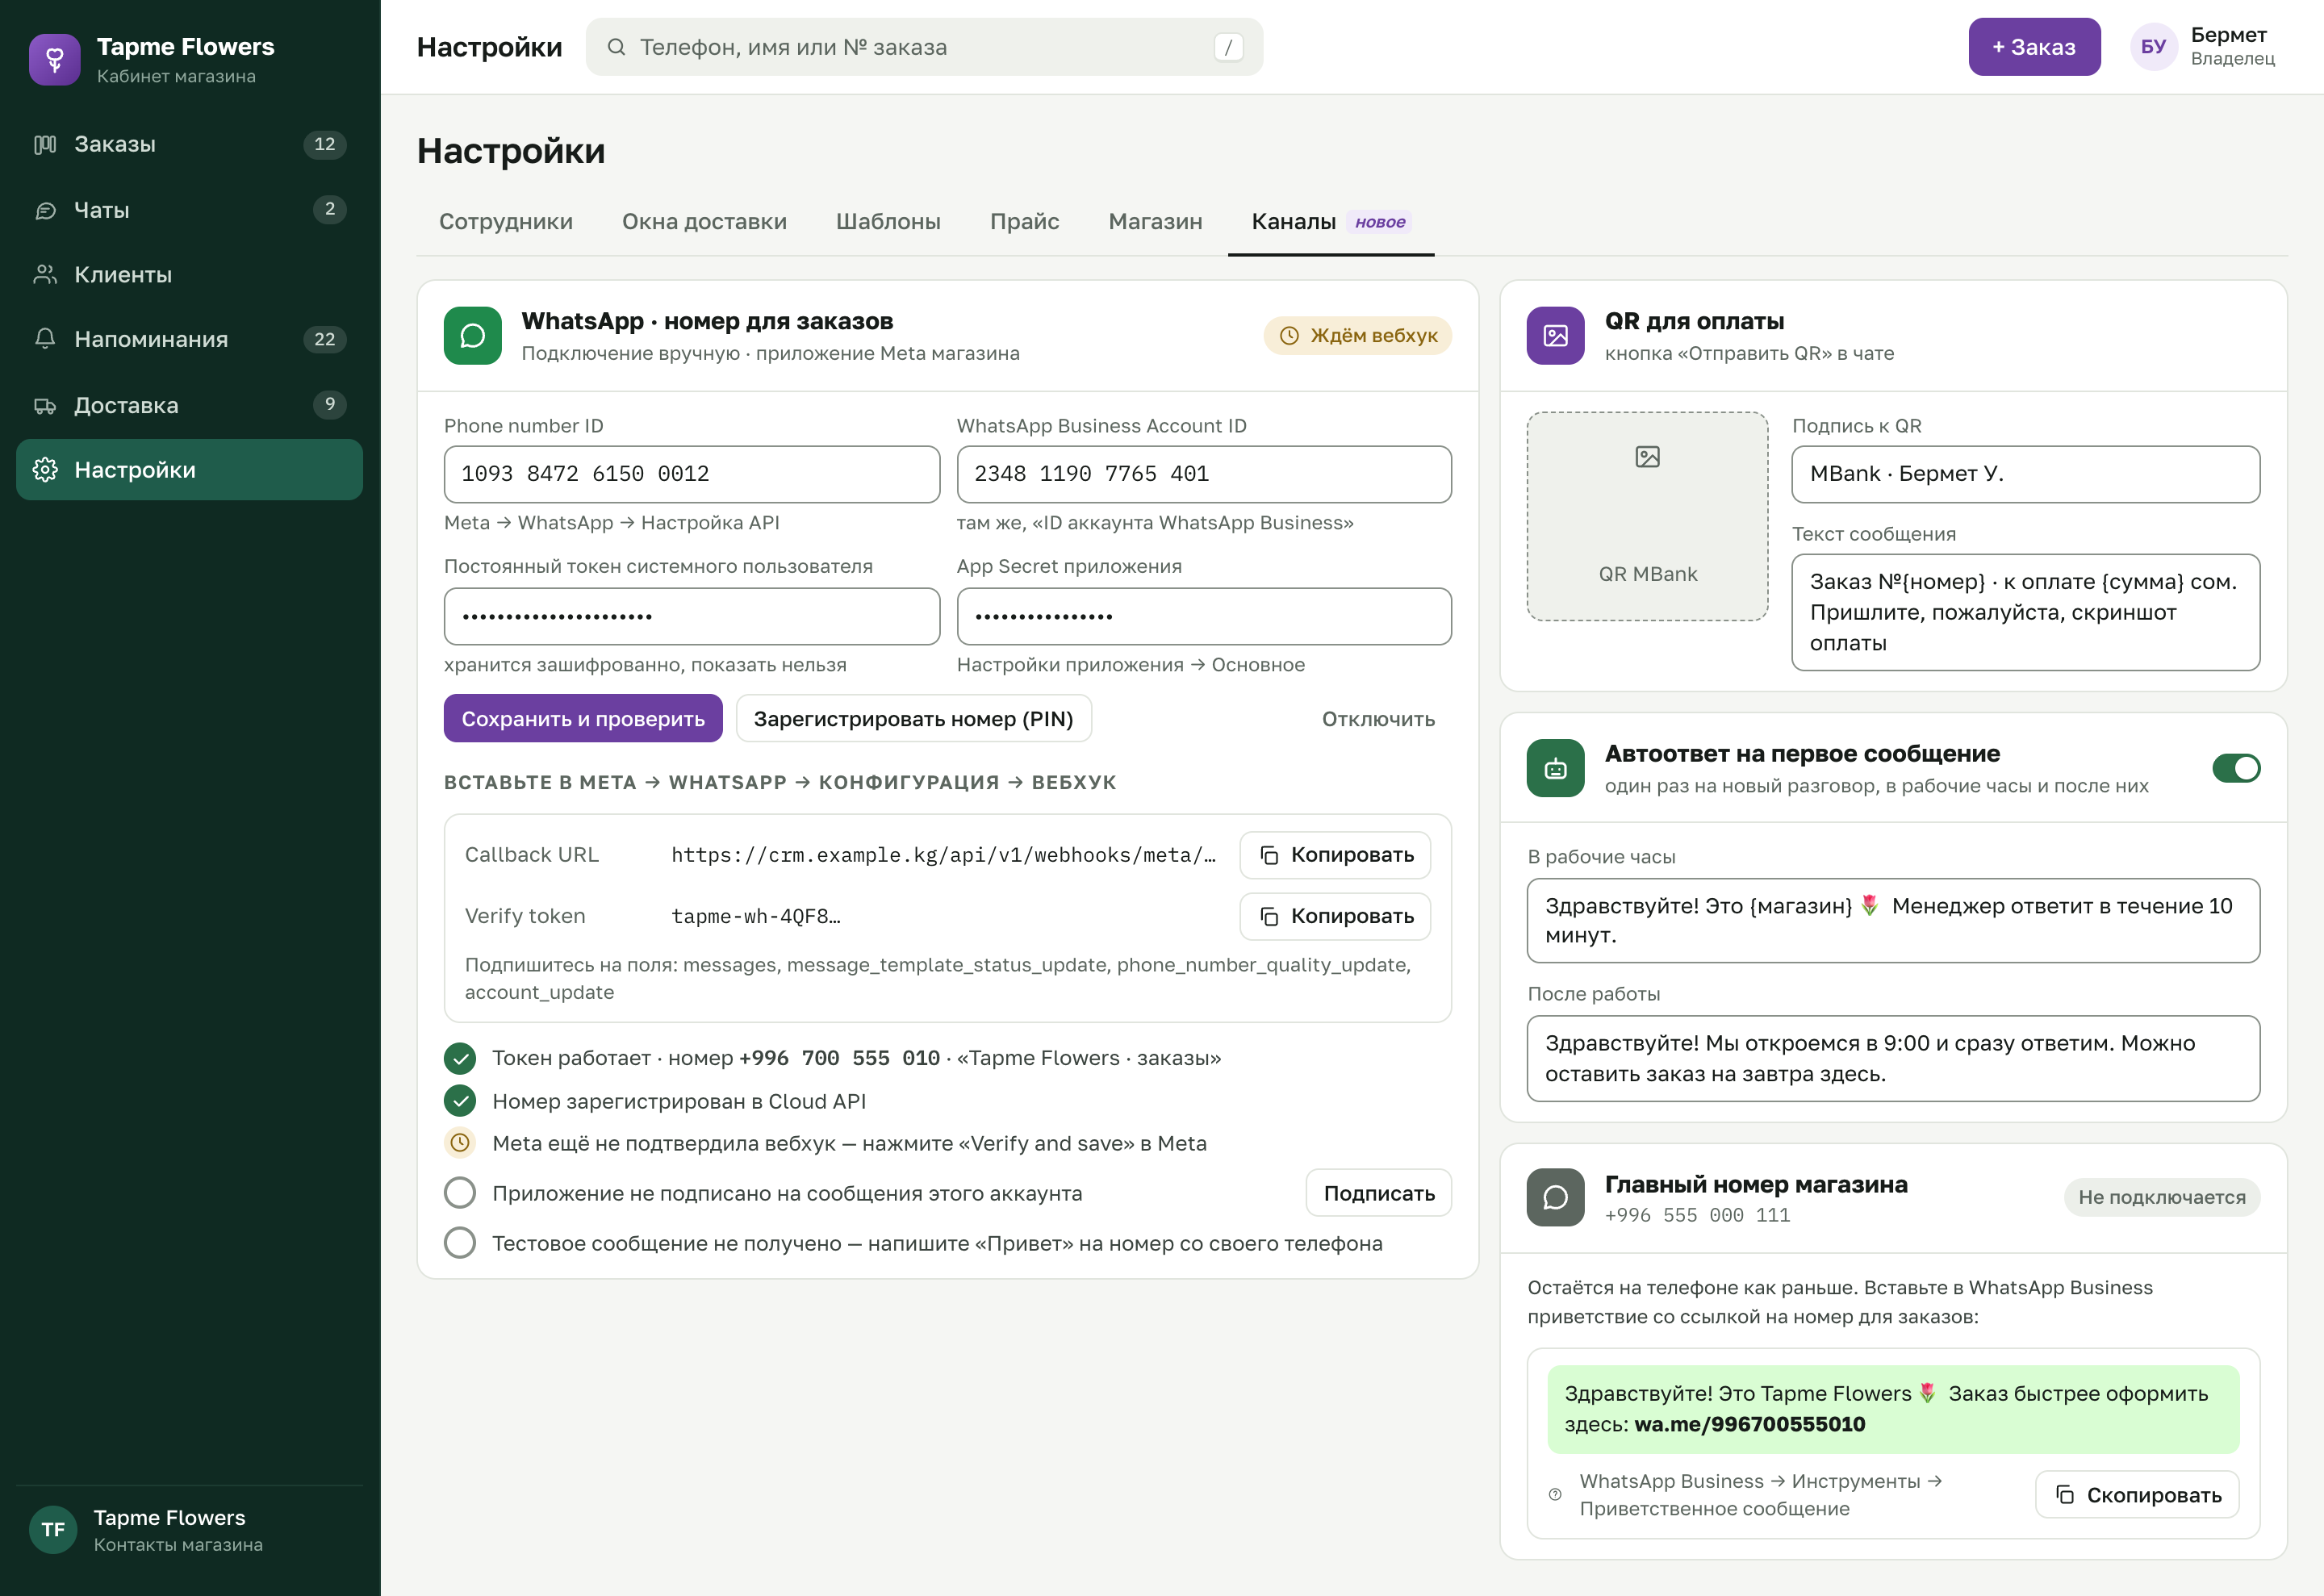 Tapme Flowers
Кабинет магазина
Заказы 12
Чаты 2
Клиенты
Напоминания 22
Доставка 9
Настройки
TF
Tapme Flowers
Контакты магазина
Настройки
Телефон, имя или № заказа /
+ Заказ
БУ
Бермет
Владелец
Настройки
Сотрудники
Окна доставки
Шаблоны
Прайс
Магазин
Каналы новое
WhatsApp · номер для заказов
Подключение вручную · приложение Meta магазина
Ждём вебхук
Phone number ID
1093 8472 6150 0012
Meta → WhatsApp → Настройка API
WhatsApp Business Account ID
2348 1190 7765 401
там же, «ID аккаунта WhatsApp Business»
Постоянный токен системного пользователя
••••••••••••••••••••••
хранится зашифрованно, показать нельзя
App Secret приложения
••••••••••••••••
Настройки приложения → Основное
Сохранить и проверить
Зарегистрировать номер (PIN)
Отключить
ВСТАВЬТЕ В META → WHATSAPP → КОНФИГУРАЦИЯ → ВЕБХУК
Callback URL https://crm.example.kg/api/v1/webhooks/meta/… Копировать
Verify token tapme-wh-4QF8… Копировать
Подпишитесь на поля: messages, message_template_status_update, phone_number_quality_update,
account_update
Токен работает · номер +996 700 555 010 · «Tapme Flowers · заказы»
Номер зарегистрирован в Cloud API
Meta ещё не подтвердила вебхук — нажмите «Verify and save» в Meta
Приложение не подписано на сообщения этого аккаунта Подписать
Тестовое сообщение не получено — напишите «Привет» на номер со своего телефона
QR для оплаты
кнопка «Отправить QR» в чате
QR MBank
Подпись к QR
MBank · Бермет У.
Текст сообщения
Заказ №{номер} · к оплате {сумма} сом.
Пришлите, пожалуйста, скриншот
оплаты
Автоответ на первое сообщение
один раз на новый разговор, в рабочие часы и после них
В рабочие часы
Здравствуйте! Это {магазин} 🌷 Менеджер ответит в течение 10
минут.
После работы
Здравствуйте! Мы откроемся в 9:00 и сразу ответим. Можно
оставить заказ на завтра здесь.
Главный номер магазина
+996 555 000 111
Не подключается
Остаётся на телефоне как раньше. Вставьте в WhatsApp Business
приветствие со ссылкой на номер для заказов:
Здравствуйте! Это Tapme Flowers 🌷 Заказ быстрее оформить
здесь: wa.me/996700555010
WhatsApp Business → Инструменты →
Приветственное сообщение
Скопировать